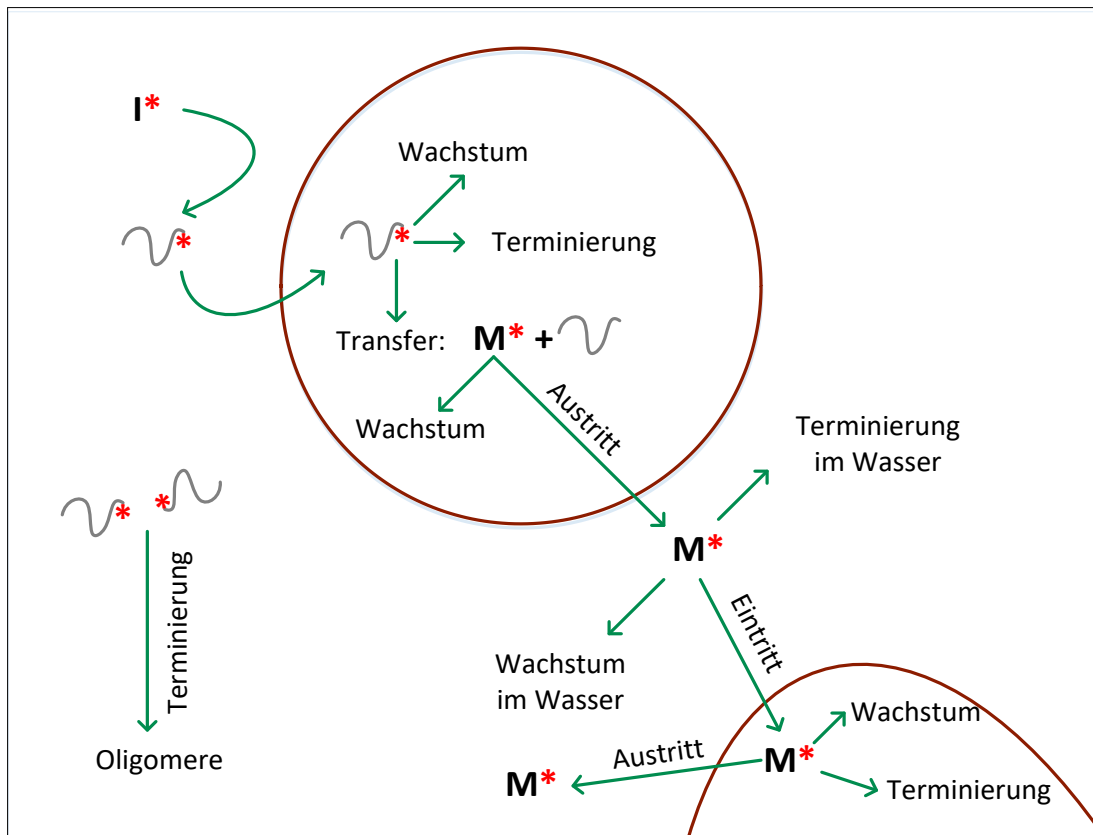 I*
Wachstum
*
*
Terminierung
Transfer: M* +
Wachstum
Austritt
Terminierung
im Wasser
* *
M*
Terminierung
Eintritt
Wachstum
im Wasser
Wachstum
Oligomere
Austritt
M*
M*
Terminierung